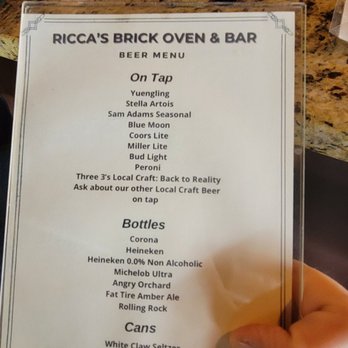 RICCA'S BRICK OVEN & BAR
BEER MENU
On Tap
Yuengling
Stella Artois
Sam Adams Seasonal
Blue Moon
Coors Lite
Miller Lite
Bud Light
Peroni
Three 3's Local Craft: Back to Reality
Ask about our other Local Craft Beer
on tap
Bottles
Corona
Heineken
Heineken 0.0% Non Alcoholic
Michelob Ultra
Angry Orchard
Fat Tire Amber Ale
Rolling Rock
Cans
White Claw Seltzer